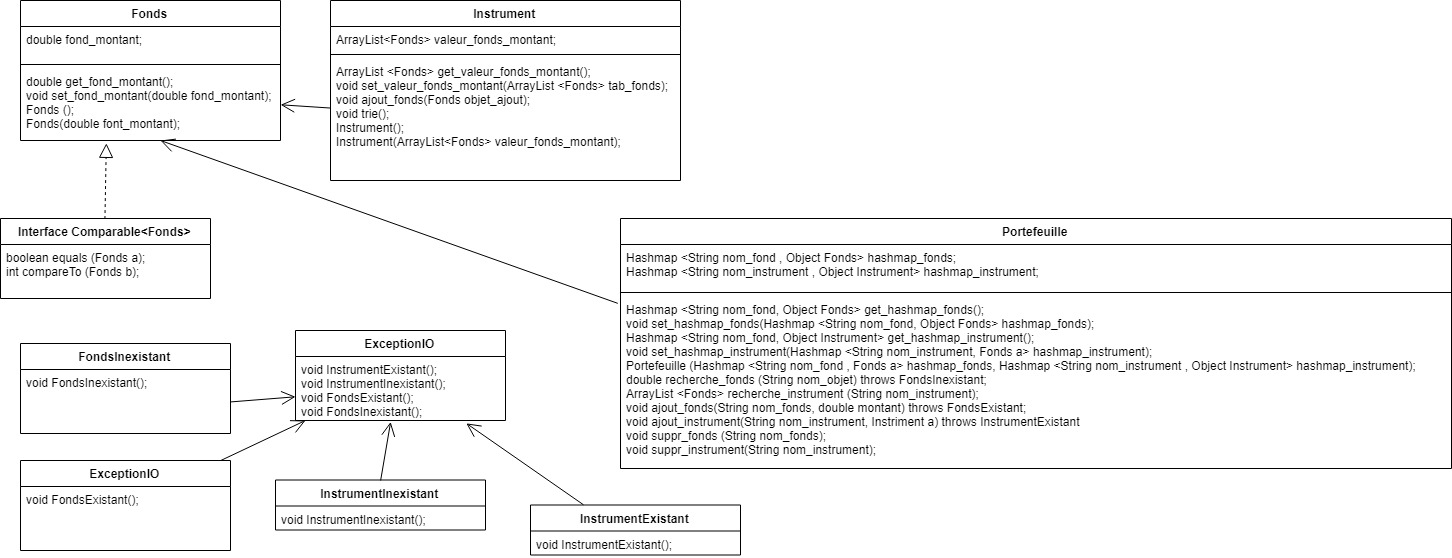 Fonds
double fond_montant;
double get_fond_montant();
void set_fond_montant(double fond_montant);
Fonds ();
Fonds(double font_montant);
Instrument
ArrayList<Fonds> valeur_fonds_montant;
ArrayList <Fonds> get_valeur_fonds_montant();
void set_valeur_fonds_montant(ArrayList <Fonds> tab_fonds);
void ajout_fonds(Fonds objet_ajout);
void trie();
Instrument();
Instrument(ArrayList<Fonds> valeur_fonds_montant);
Interface Comparable<Fonds>
boolean equals (Fonds a);
int compareTo (Fonds b);
Portefeuille
Hashmap <String nom_fond , Object Fonds> hashmap_fonds;
Hashmap <String nom_instrument , Object Instrument> hashmap_instrument;
Hashmap <String nom_fond, Object Fonds> get_hashmap_fonds();
void set_hashmap_fonds(Hashmap <String nom_fond, Object Fonds> hashmap_fonds);
Hashmap <String nom_fond, Object Instrument> get_hashmap_instrument();
void set_hashmap_instrument(Hashmap <String nom_instrument, Fonds a> hashmap_instrument);
Portefeuille (Hashmap <String nom_fond , Fonds a> hashmap_fonds, Hashmap <String nom_instrument , Object Instrument> hashmap_instrument);
double recherche_fonds (String nom_objet) throws FondsInexistant;
ArrayList <Fonds> recherche_instrument (String nom_instrument);
void ajout_fonds(String nom_fonds, double montant) throws FondsExistant;
void ajout_instrument(String nom_instrument, Instriment a) throws InstrumentExistant
void suppr_fonds (String nom_fonds);
void suppr_instrument(String nom_instrument);
FondsInexistant
void FondsInexistant();
ExceptionIO
void InstrumentExistant();
void InstrumentInexistant();
void FondsExistant();
void FondsInexistant();
ExceptionIO
void FondsExistant();
InstrumentInexistant
void InstrumentInexistant();
InstrumentExistant
void InstrumentExistant();